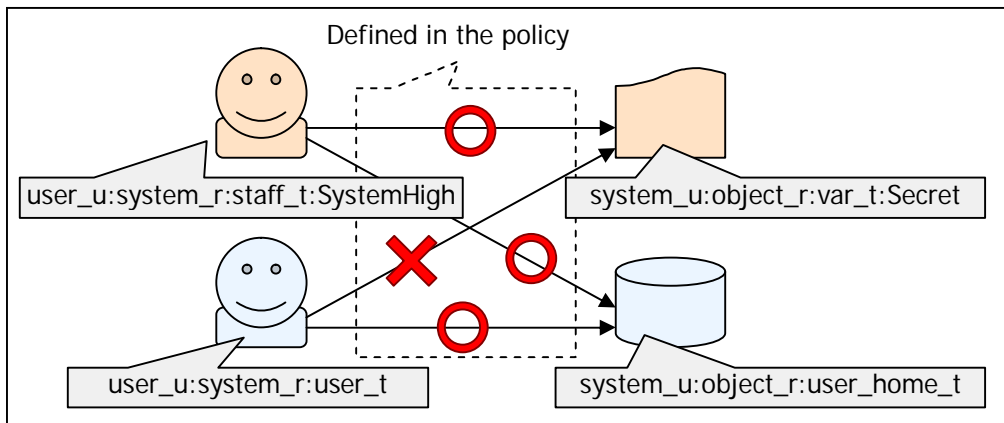 Defined in the policy
user_u:system_r:staff_t:SystemHigh
system_u:object_r:var_t:Secret
user_u:system_r:user_t
system_u:object_r:user_home_t